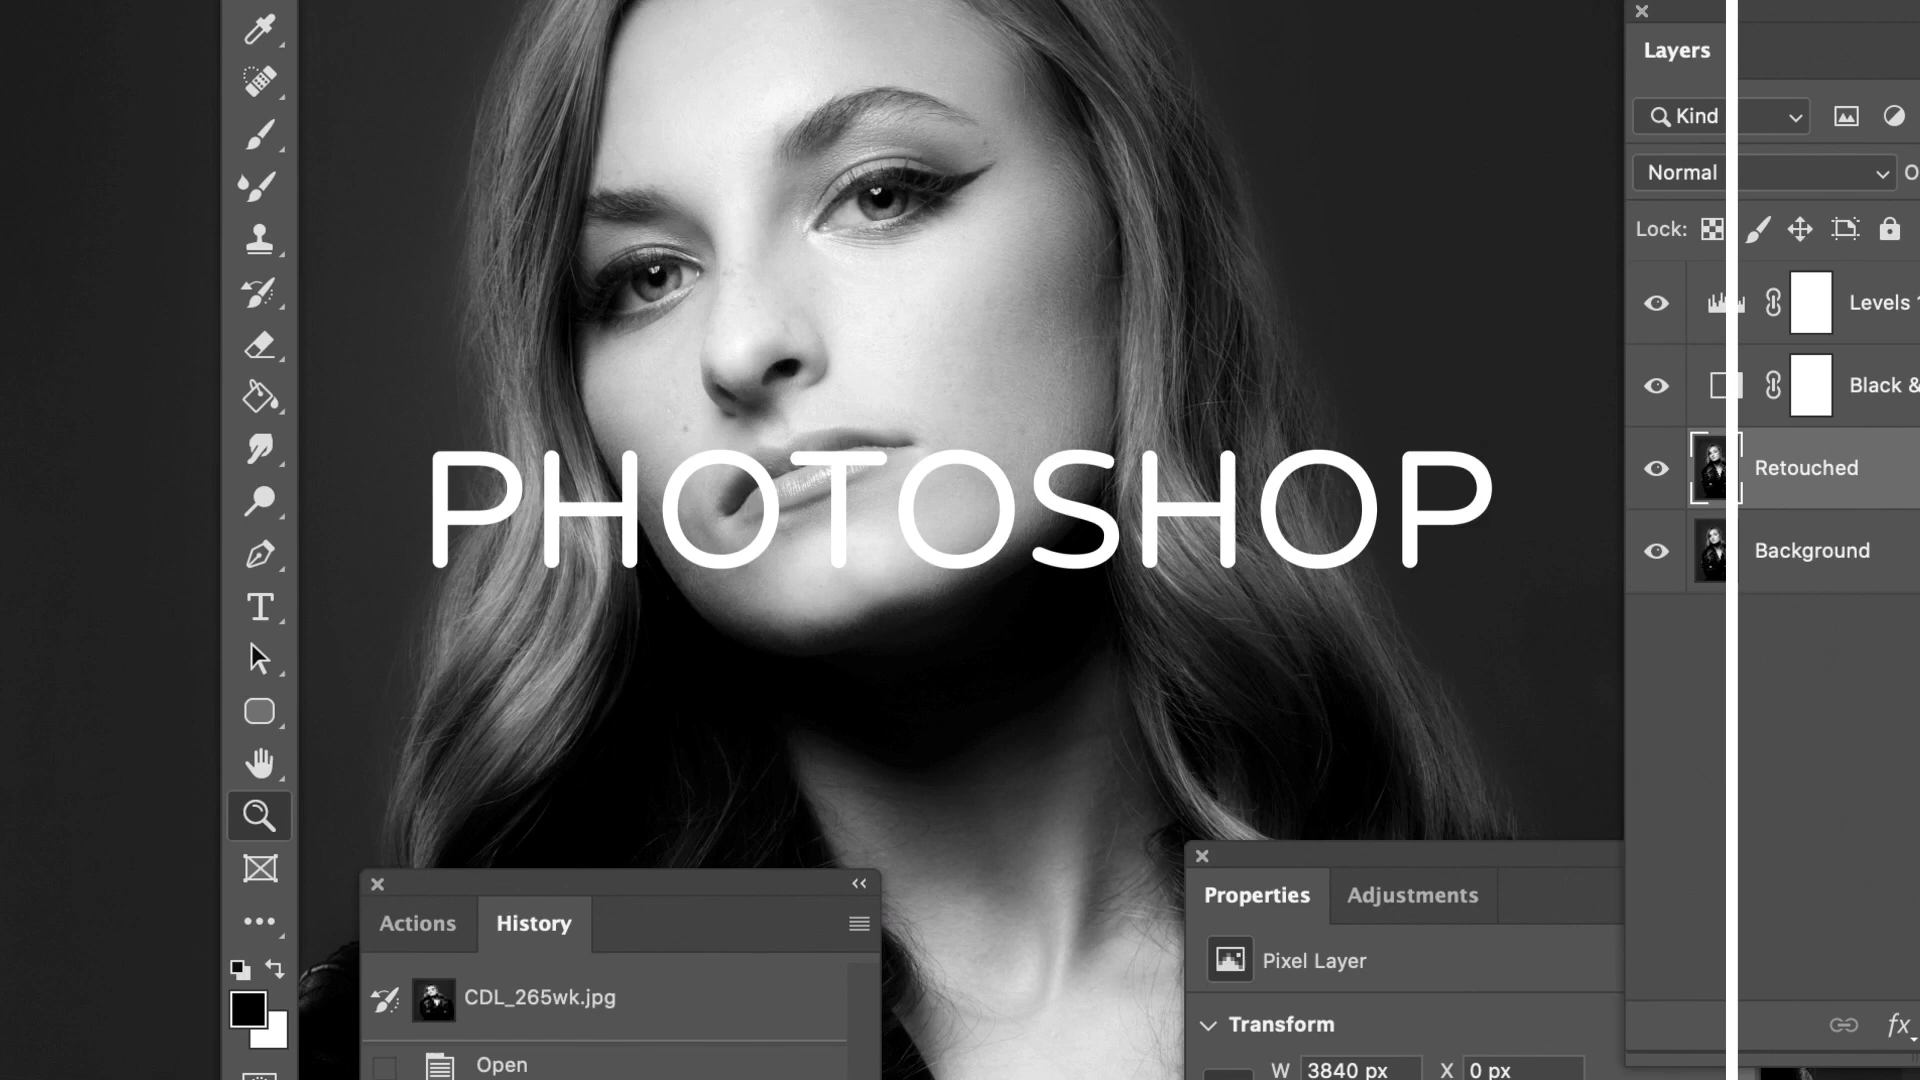 Layers
Kind
Normal
O
Lock:
Levels
Black &
Retouched
Background
PHOTOSHOP
Actions
History
CDL_265wk.jpg
Open
Properties
Adjustments
Pixel Layer
Transform
W 3840 px X 0 px
fx